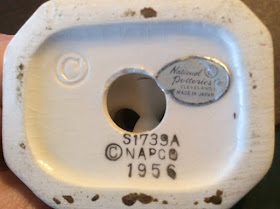 ©
National
Potteries
CLEVELAND
MADE IN JAPAN
S1739A
© NAPCO
1956